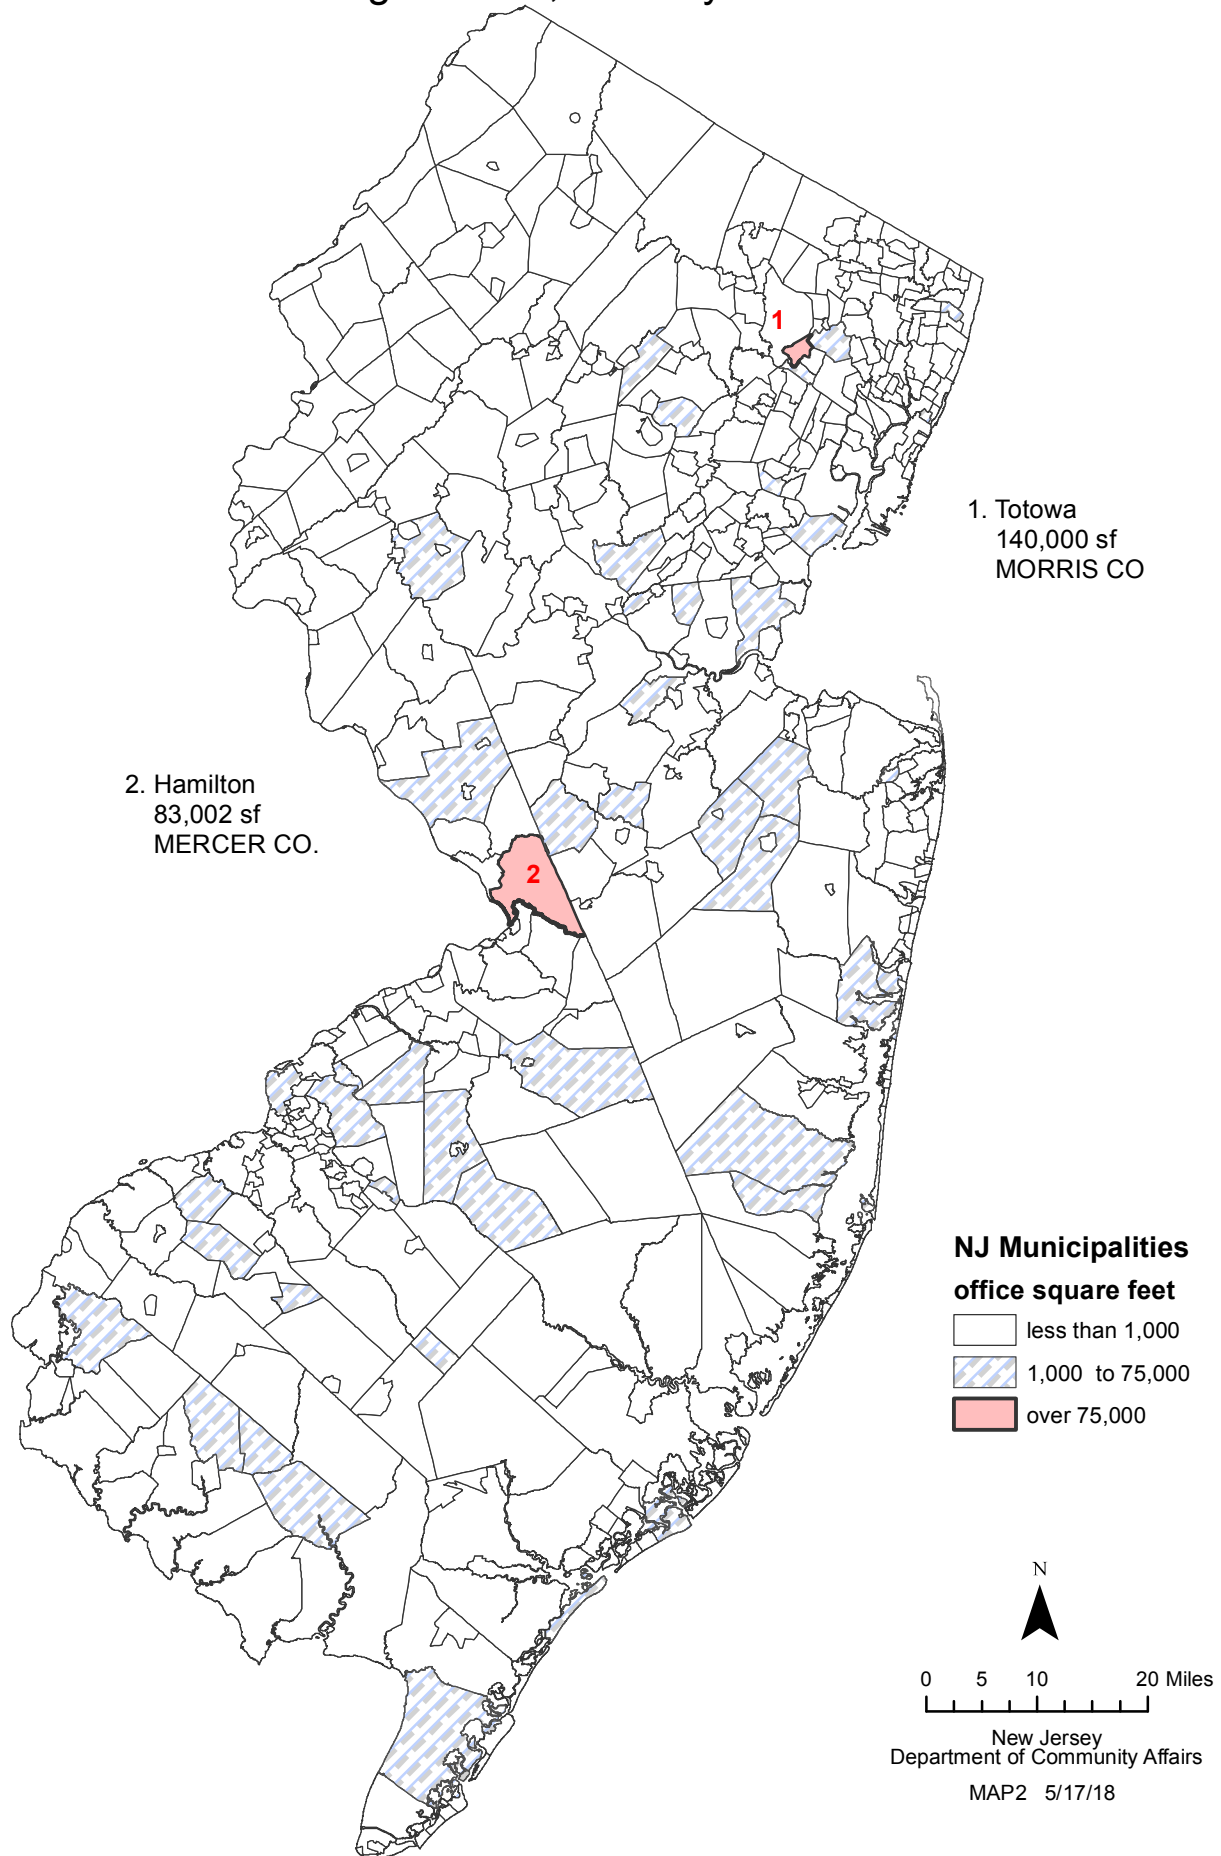 1
1. Totowa
140,000 sf
MORRIS CO
2. Hamilton
83,002 sf
MERCER CO.
2
NJ Municipalities
office square feet
less than 1,000
1,000 to 75,000
over 75,000
N
0 5 10 20 Miles
New Jersey
Department of Community Affairs
MAP2 5/17/18